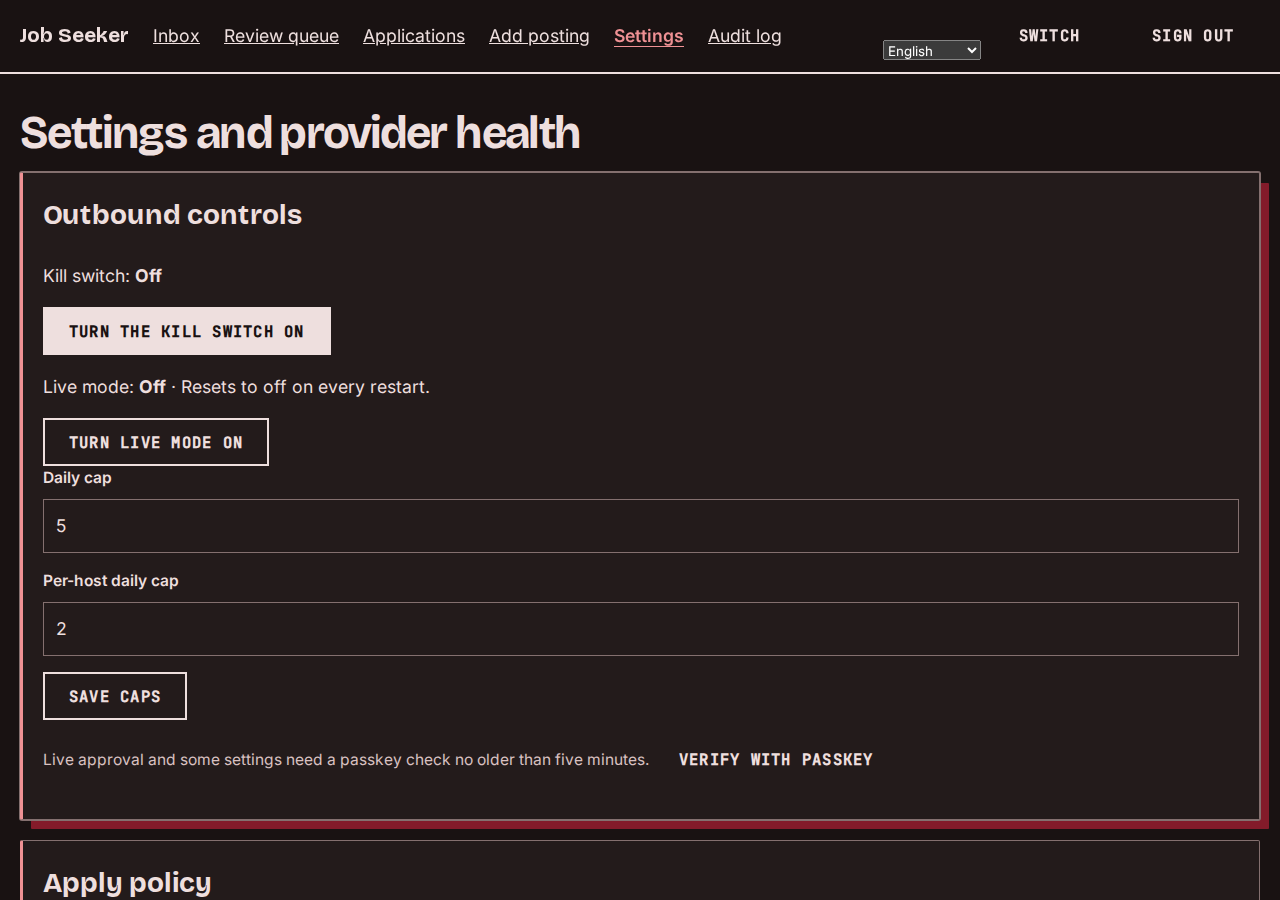 Job Seeker Inbox Review queue Applications Add posting Settings Audit log English SWITCH SIGN OUT
Settings and provider health
Outbound controls
Kill switch: Off
TURN THE KILL SWITCH ON
Live mode: Off · Resets to off on every restart.
TURN LIVE MODE ON
Daily cap
5
Per-host daily cap
2
SAVE CAPS
Live approval and some settings need a passkey check no older than five minutes. VERIFY WITH PASSKEY
Apply policy